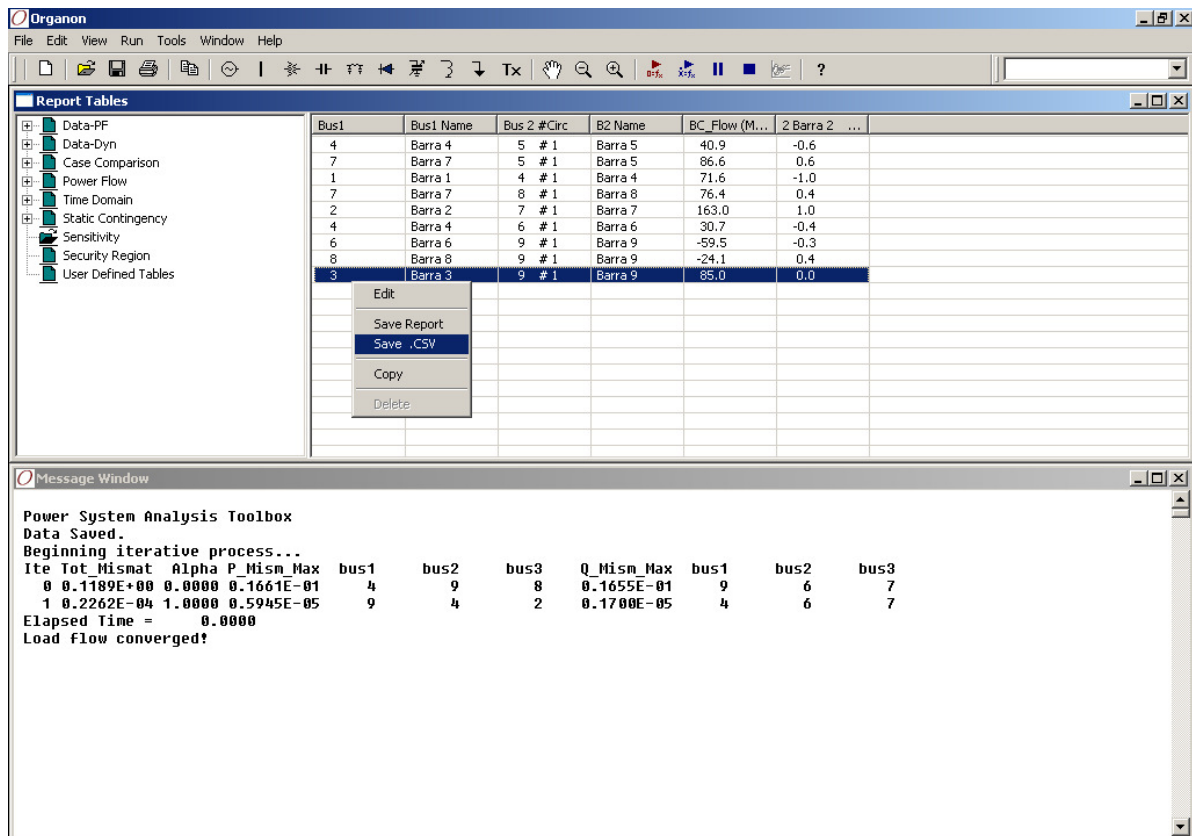 Organon
File Edit View Run Tools Window Help
Tx ?
Report Tables
Data-PF
Data-Dyn
Case Comparison
Power Flow
Time Domain
Static Contingency
Sensitivity
Security Region
User Defined Tables
Bus1 Bus1 Name Bus 2 #Circ B2 Name BC_Flow (M... 2 Barra 2 ...
4 Barra 4 5 # 1 Barra 5 40.9 -0.6
7 Barra 7 5 # 1 Barra 5 86.6 0.6
1 Barra 1 4 # 1 Barra 4 71.6 -1.0
7 Barra 7 8 # 1 Barra 8 76.4 0.4
2 Barra 2 7 # 1 Barra 7 163.0 1.0
4 Barra 4 6 # 1 Barra 6 30.7 -0.4
6 Barra 6 9 # 1 Barra 9 -59.5 -0.3
8 Barra 8 9 # 1 Barra 9 -24.1 0.4
3 Barra 3 9 # 1 Barra 9 85.0 0.0
Edit
Save Report
Save .CSV
Copy
Delete
Message Window
Power System Analysis Toolbox
Data Saved.
Beginning iterative process...
Ite Tot_Mismat Alpha P_Mism_Max bus1 bus2 bus3 Q_Mism_Max bus1 bus2 bus3
0 0.1189E+00 0.0000 0.1661E-01 4 9 8 0.1655E-01 9 6 7
1 0.2262E-04 1.0000 0.5945E-05 9 4 2 0.1700E-05 4 6 7
Elapsed Time = 0.0000
Load flow converged!